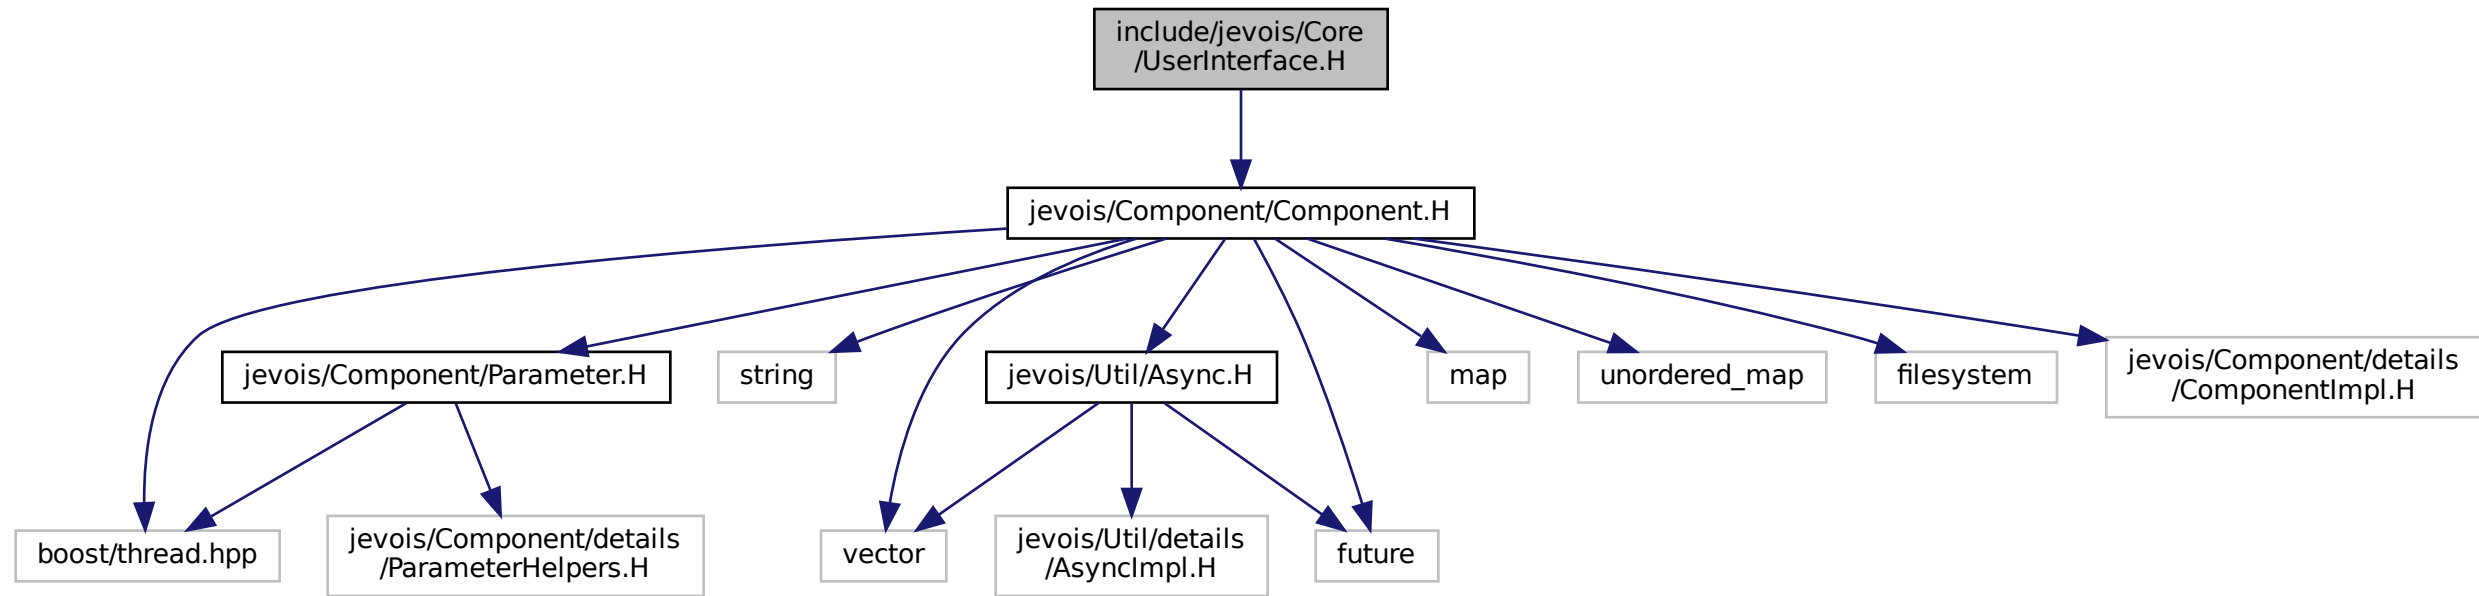 include/jevois/Core
/UserInterface.H
jevois/Component/Component.H
jevois/Component/Parameter.H
string
jevois/Util/Async.H
map
unordered_map
filesystem
jevois/Component/details
/ComponentImpl.H
boost/thread.hpp
jevois/Component/details
/ParameterHelpers.H
vector
jevois/Util/details
/AsyncImpl.H
future